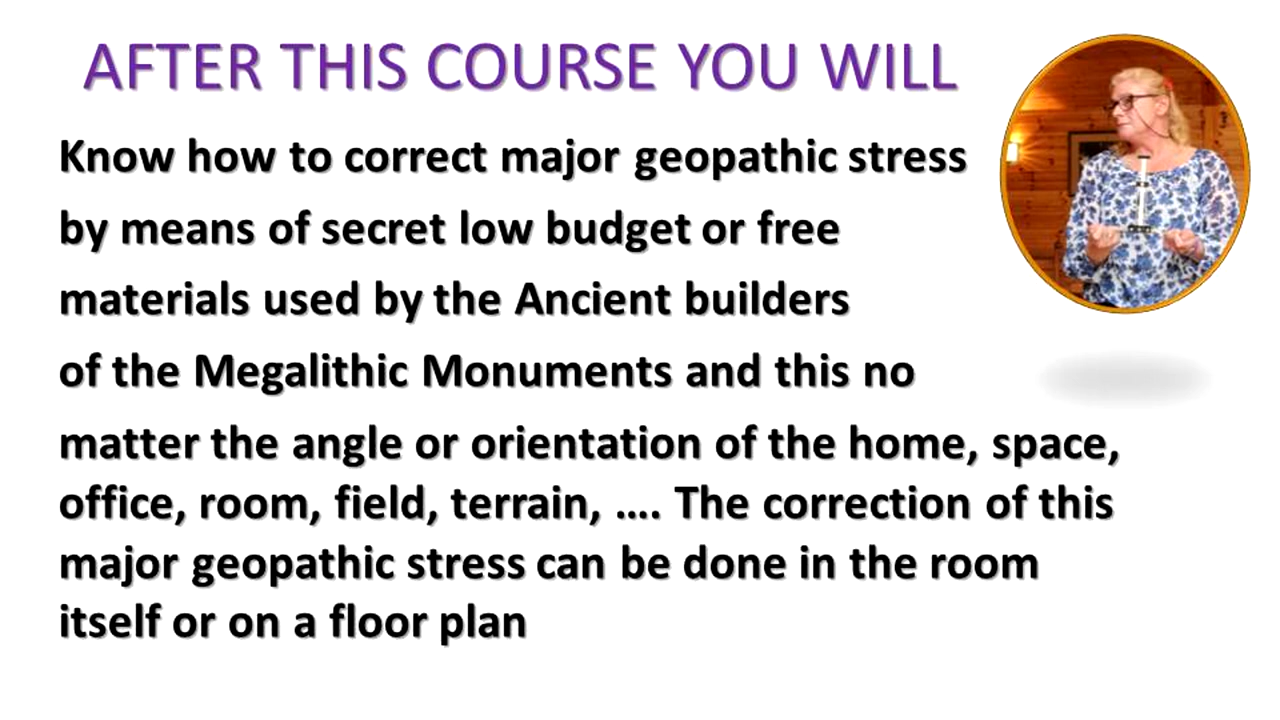 AFTER THIS COURSE YOU WILL
Know how to correct major geopathic stress
by means of secret low budget or free
materials used by the Ancient builders
of the Megalithic Monuments and this no
matter the angle or orientation of the home, space,
office, room, field, terrain, .... The correction of this
major geopathic stress can be done in the room
itself or on a floor plan